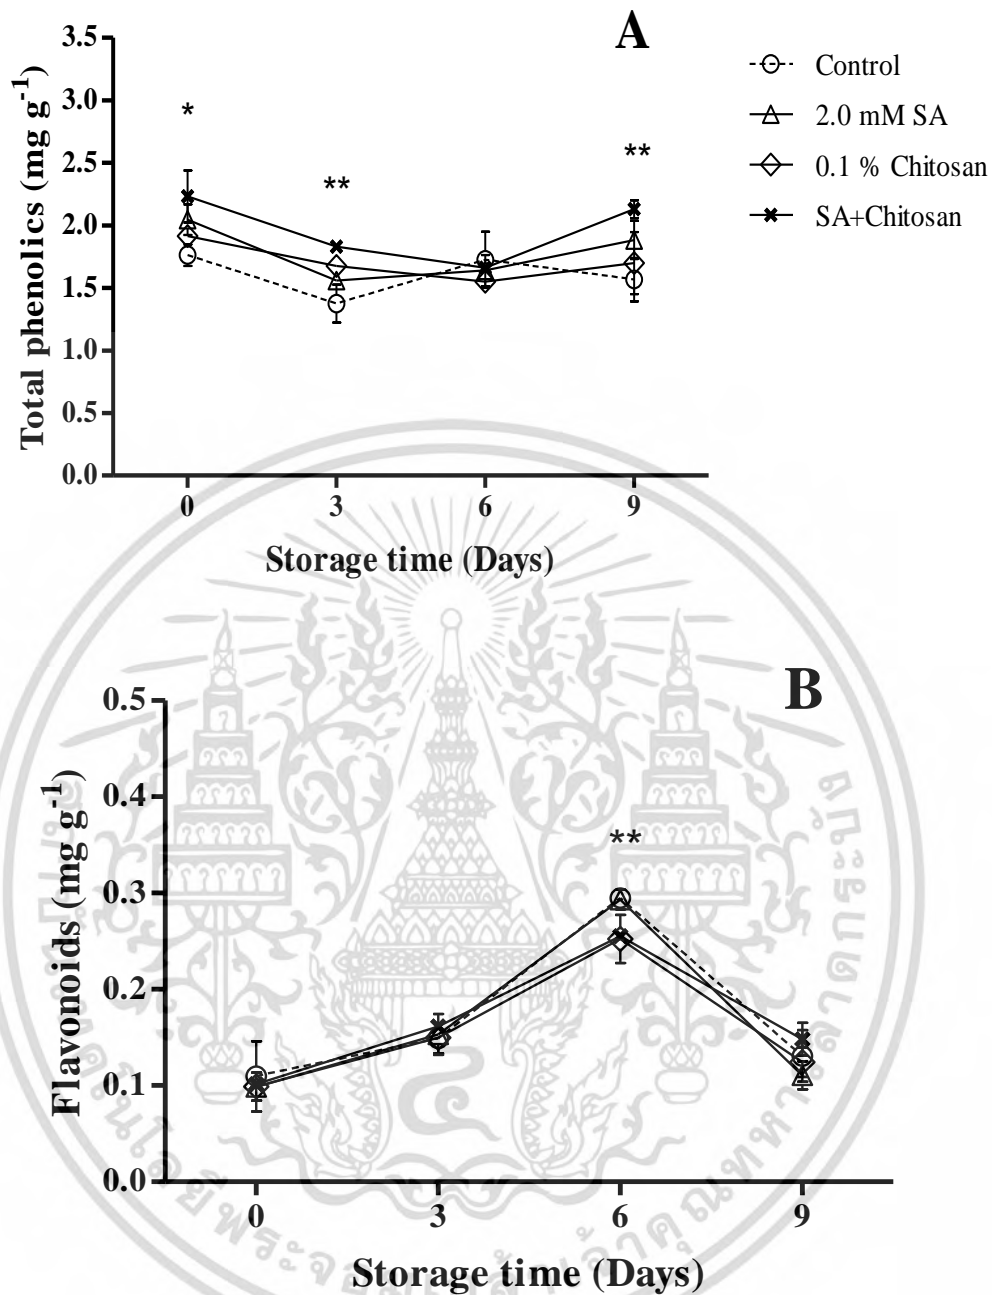 A
3.5
3.0
2.5
2.0
1.5
1.0
0.5
0.0
Total phenolics (mg g-1)
*
**
**
0 3 6 9
Storage time (Days)
Control
2.0 mM SA
0.1 % Chitosan
SA+Chitosan
B
0.5
0.4
0.3
0.2
0.1
0.0
Flavonoids (mg g-1)
**
0 3 6 9
Storage time (Days)